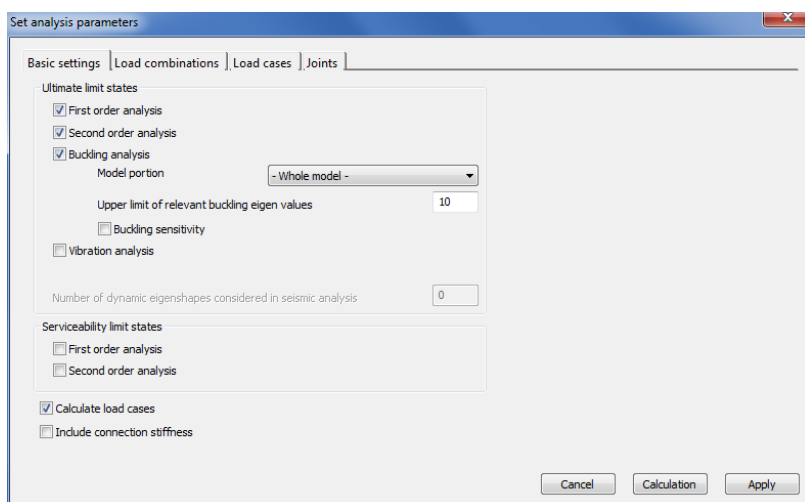 Set analysis parameters
Basic settings Load combinations Load cases Joints
Ultimate limit states
First order analysis
Second order analysis
Buckling analysis
Model portion - Whole model -
Upper limit of relevant buckling eigen values 10
Buckling sensitivity
Vibration analysis
Number of dynamic eigenshapes considered in seismic analysis 0
Serviceability limit states
First order analysis
Second order analysis
Calculate load cases
Include connection stiffness
Cancel Calculation Apply